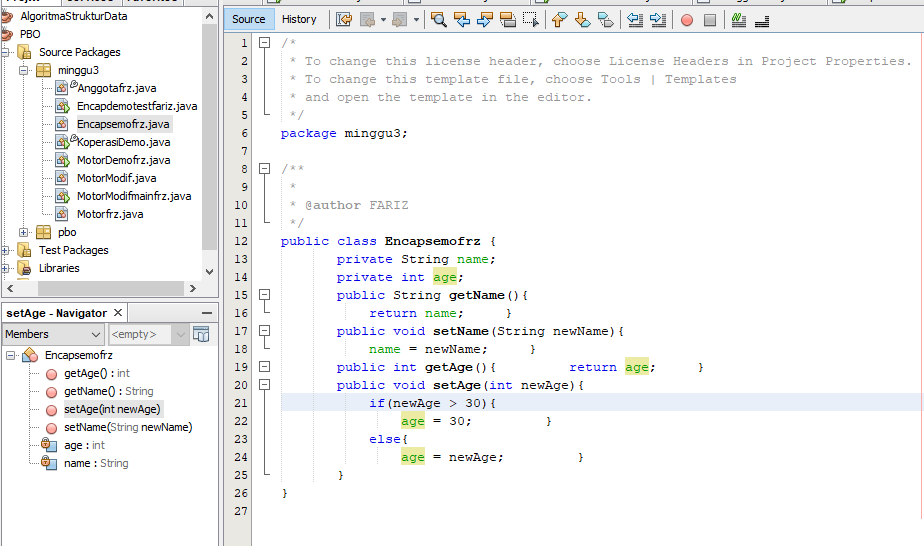 Source History
AlgoritmaStrukturData
PBO
Source Packages
minggu3
Anggotafrz.java
Encapdemotestfariz.java
Encapsemofrz.java
KoperasiDemo.java
MotorDemofrz.java
MotorModif.java
MotorModifmainfrz.java
Motorfrz.java
pbo
Test Packages
Libraries
setAge - Navigator
Members <empty>
Encapsemofrz
getAge() : int
getName() : String
setAge(int newAge)
setName(String newName)
age : int
name : String
1 /*
2 * To change this license header, choose License Headers in Project Properties.
3 * To change this template file, choose Tools | Templates
4 * and open the template in the editor.
5 */
6 package minggu3;
7
8 /**
9 *
10 * @author FARIZ
11 */
12 public class Encapsemofrz {
13 private String name;
14 private int age;
15 public String getName(){
16 return name; }
17 public void setName(String newName){
18 name = newName; }
19 public int getAge(){ return age; }
20 public void setAge(int newAge){
21 if(newAge > 30){
22 age = 30; }
23 else{
24 age = newAge; }
25 }
26 }
27